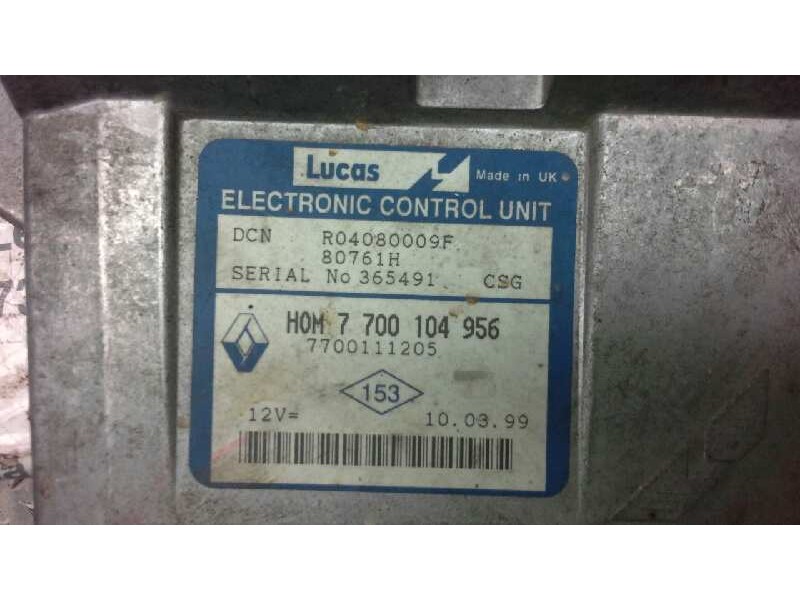 Lucas Made in UK
ELECTRONIC CONTROL UNIT
DCN R04080009F
80761H
SERIAL No 365491 CSG
HOM 7 700 104 956
7700111205
153
12V= 10.03.99